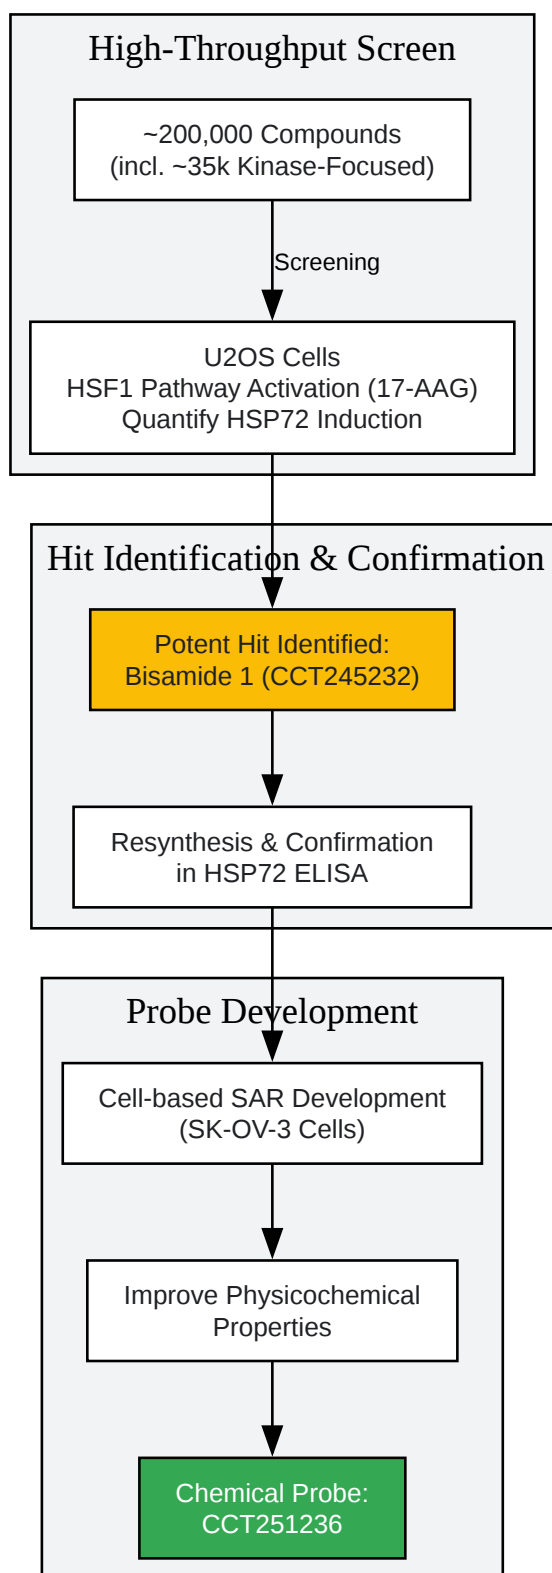 High-Throughput Screen
~200,000 Compounds
(incl. ~35k Kinase-Focused)
Screening
U2OS Cells
HSF1 Pathway Activation (17-AAG)
Quantify HSP72 Induction
Hit Identification & Confirmation
Potent Hit Identified:
Bisamide 1 (CCT245232)
Resynthesis & Confirmation
in HSP72 ELISA
Probe Development
Cell-based SAR Development
(SK-OV-3 Cells)
Improve Physicochemical
Properties
Chemical Probe:
CCT251236